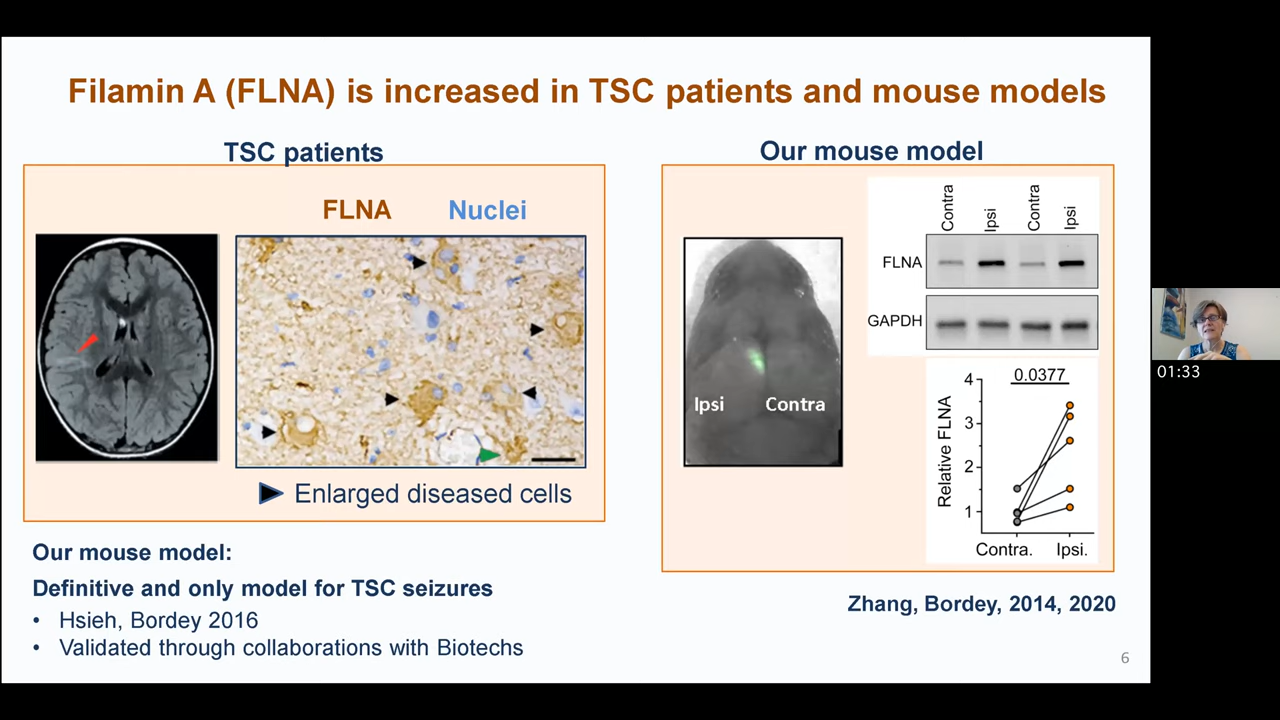 Filamin A (FLNA) is increased in TSC patients and mouse models
TSC patients
FLNA Nuclei
Enlarged diseased cells
Our mouse model:
Definitive and only model for TSC seizures
• Hsieh, Bordey 2016
• Validated through collaborations with Biotechs
Our mouse model
Ipsi Contra
Contra Ipsi Contra Ipsi
FLNA
GAPDH
0.0377
Relative FLNA
4
3
2
1
Contra. Ipsi.
Zhang, Bordey, 2014, 2020
6
01:33